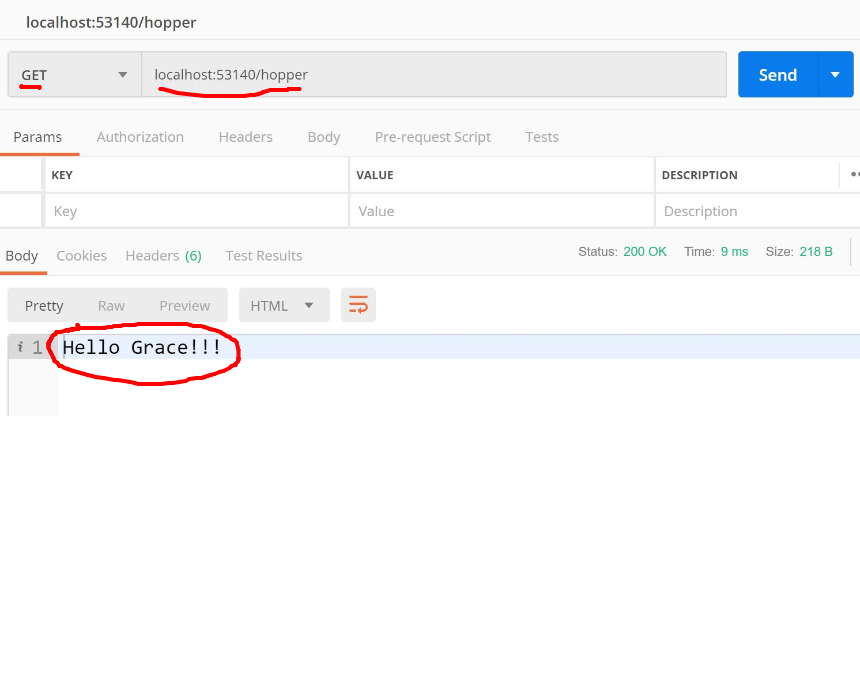 localhost:53140/hopper
GET localhost:53140/hopper Send
Params Authorization Headers Body Pre-request Script Tests
KEY VALUE DESCRIPTION
Key Value Description
Body Cookies Headers (6) Test Results Status: 200 OK Time: 9 ms Size: 218 B
Pretty Raw Preview HTML
i 1 Hello Grace!!!